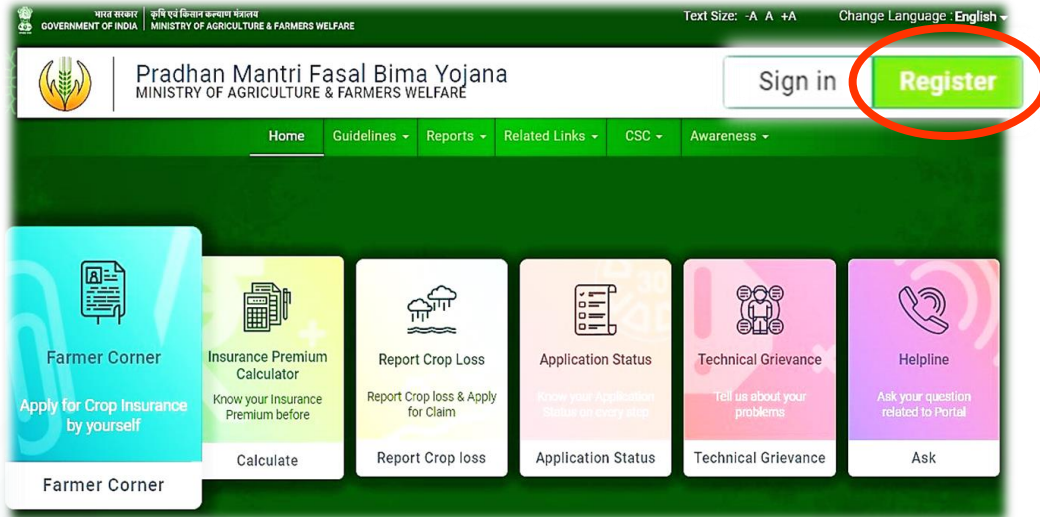 भारत सरकार
GOVERNMENT OF INDIA
कृषि एवं किसान कल्याण मंत्रालय
MINISTRY OF AGRICULTURE & FARMERS WELFARE
Text Size: -A A +A
Change Language : English
Pradhan Mantri Fasal Bima Yojana
MINISTRY OF AGRICULTURE & FARMERS WELFARE
Sign in
Register
Home Guidelines Reports Related Links CSC Awareness
Farmer Corner
Apply for Crop Insurance
by yourself
Farmer Corner
Insurance Premium
Calculator
Know your Insurance
Premium before
Calculate
Report Crop Loss
Report Crop loss & Apply
for Claim
Report Crop loss
Application Status
Know your Application
Status on every step
Application Status
Technical Grievance
Tell us about your
problems
Technical Grievance
Helpline
Ask your question
related to Portal
Ask